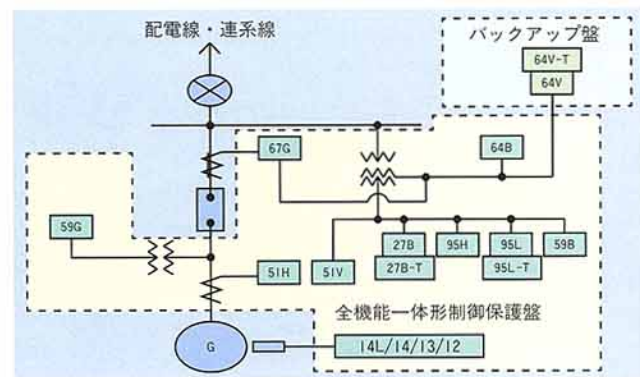 配電線・連系線
バックアップ盤
64V-T
64V
67G
64B
59G
51H
51V
27B
27B-T
95H
95L
95L-T
59B
全機能一体形制御保護盤
G
14L/14/13/12